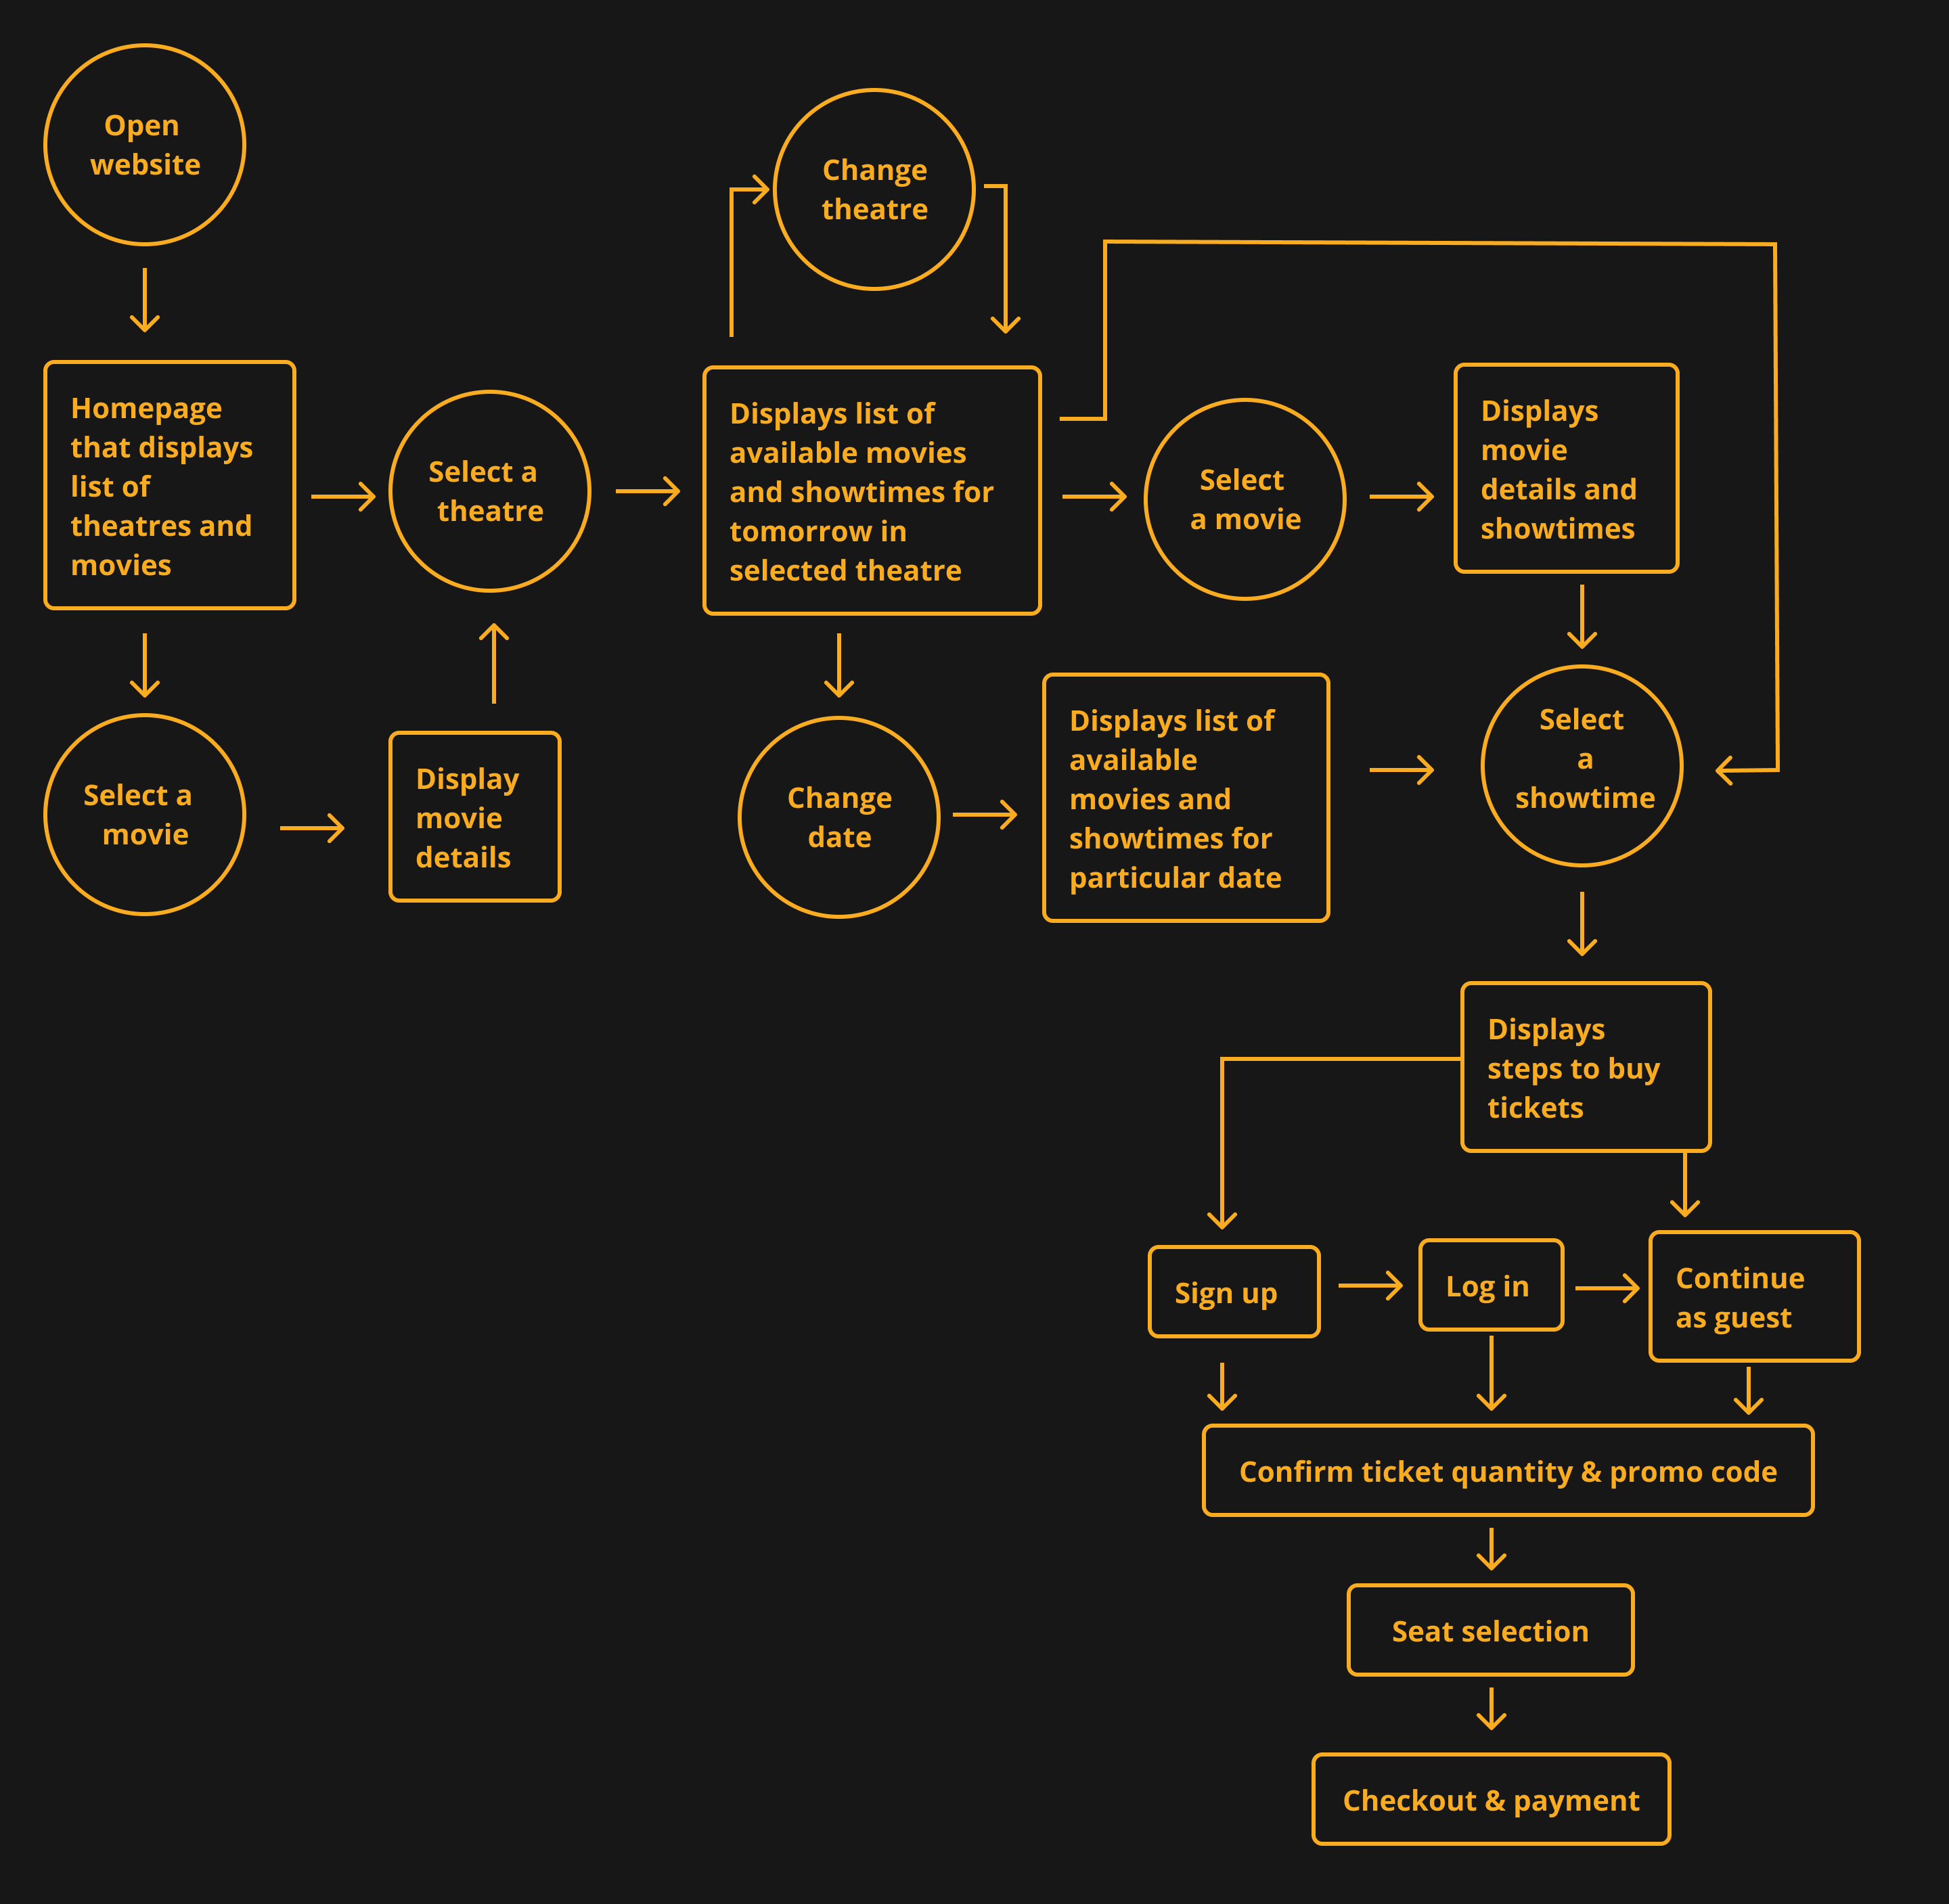 Open
website
Change
theatre
Homepage
that displays
list of
theatres and
movies
Select a
theatre
Displays list of
available movies
and showtimes for
tomorrow in
selected theatre
Select
a movie
Displays
movie
details and
showtimes
Select a
movie
Display
movie
details
Change
date
Displays list of
available
movies and
showtimes for
particular date
Select
a
showtime
Displays
steps to buy
tickets
Sign up
Log in
Continue
as guest
Confirm ticket quantity & promo code
Seat selection
Checkout & payment